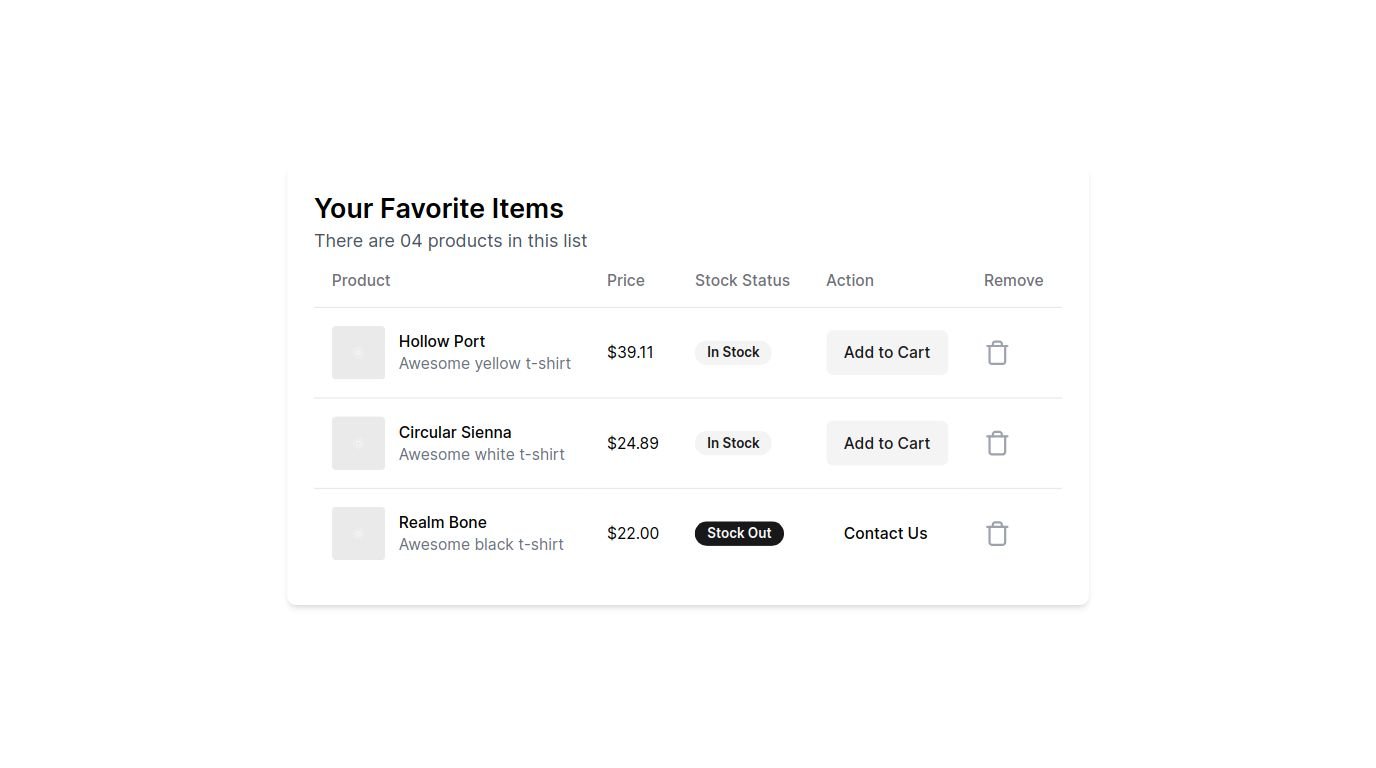 Your Favorite Items
There are 04 products in this list
Product Price Stock Status Action Remove
Hollow Port
Awesome yellow t-shirt
$39.11 In Stock Add to Cart
Circular Sienna
Awesome white t-shirt
$24.89 In Stock Add to Cart
Realm Bone
Awesome black t-shirt
$22.00 Stock Out Contact Us